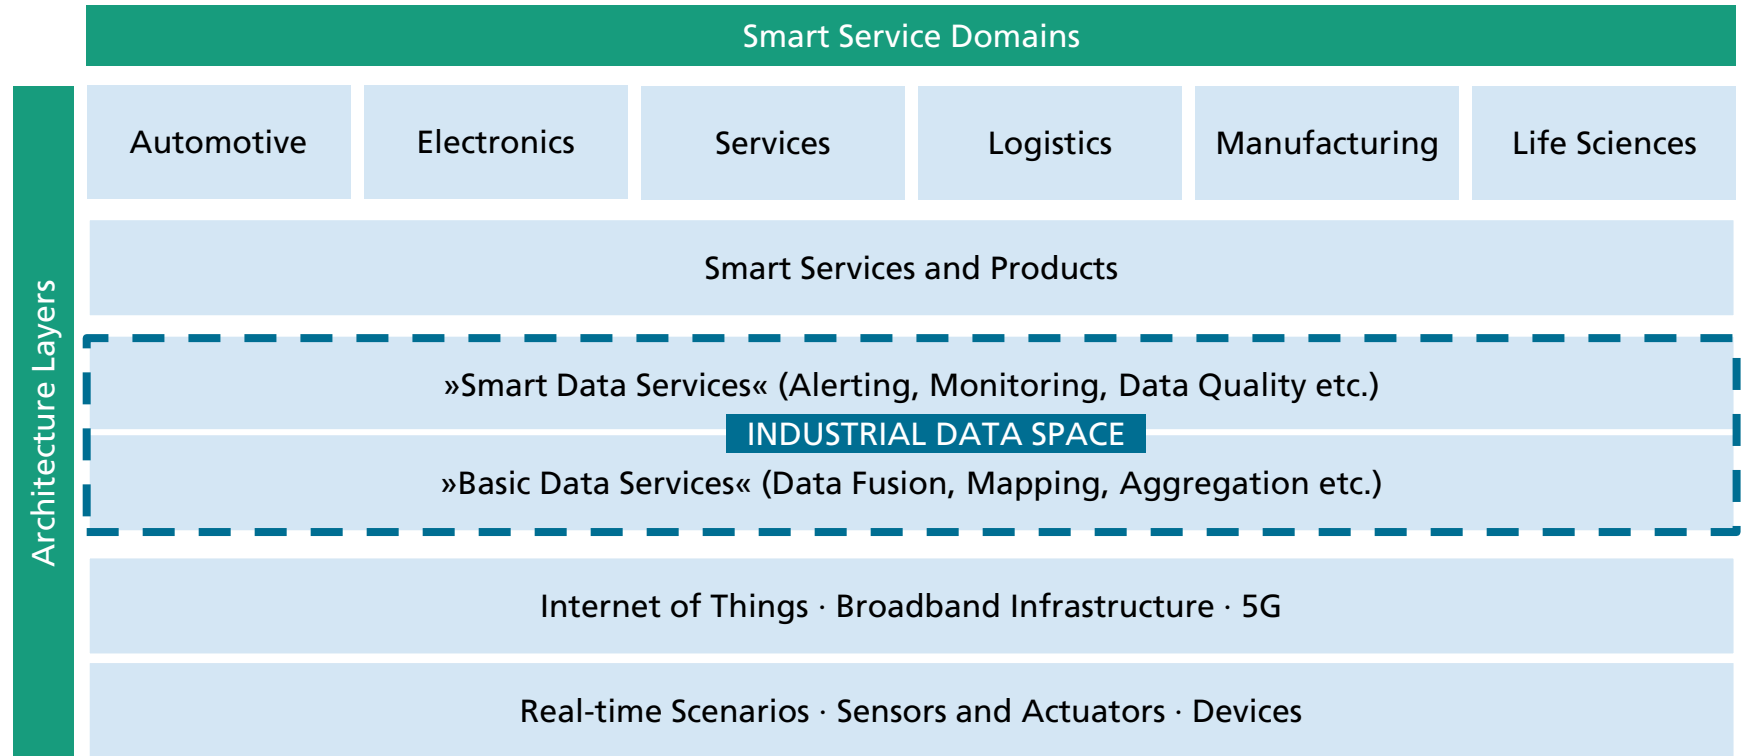 Smart Service Domains
Architecture Layers
Automotive
Electronics
Services
Logistics
Manufacturing
Life Sciences
Smart Services and Products
»Smart Data Services« (Alerting, Monitoring, Data Quality etc.)
INDUSTRIAL DATA SPACE
»Basic Data Services« (Data Fusion, Mapping, Aggregation etc.)
Internet of Things · Broadband Infrastructure · 5G
Real-time Scenarios · Sensors and Actuators · Devices